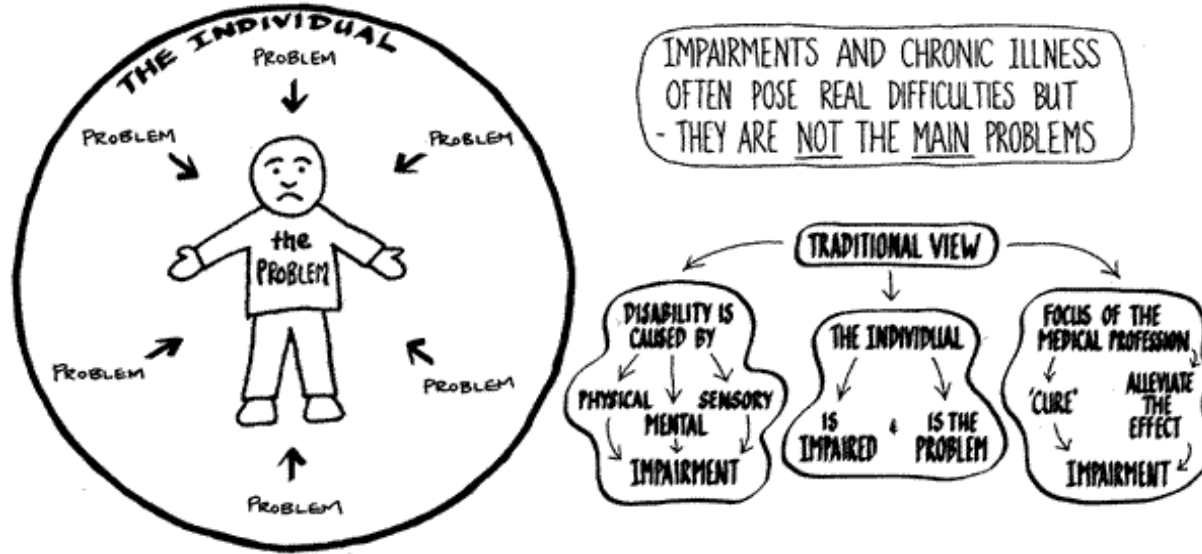 THE INDIVIDUAL
PROBLEM
PROBLEM
PROBLEM
the
PROBLEM
PROBLEM
PROBLEM
PROBLEM
IMPAIRMENTS AND CHRONIC ILLNESS
OFTEN POSE REAL DIFFICULTIES BUT
- THEY ARE NOT THE MAIN PROBLEMS
TRADITIONAL VIEW
DISABILITY IS
CAUSED BY
PHYSICAL SENSORY
MENTAL
IMPAIRMENT
THE INDIVIDUAL
IS
IMPAIRED
&
IS THE
PROBLEM
FOCUS OF THE
MEDICAL PROFESSION
'CURE'
ALLEVIATE
THE
EFFECT
IMPAIRMENT